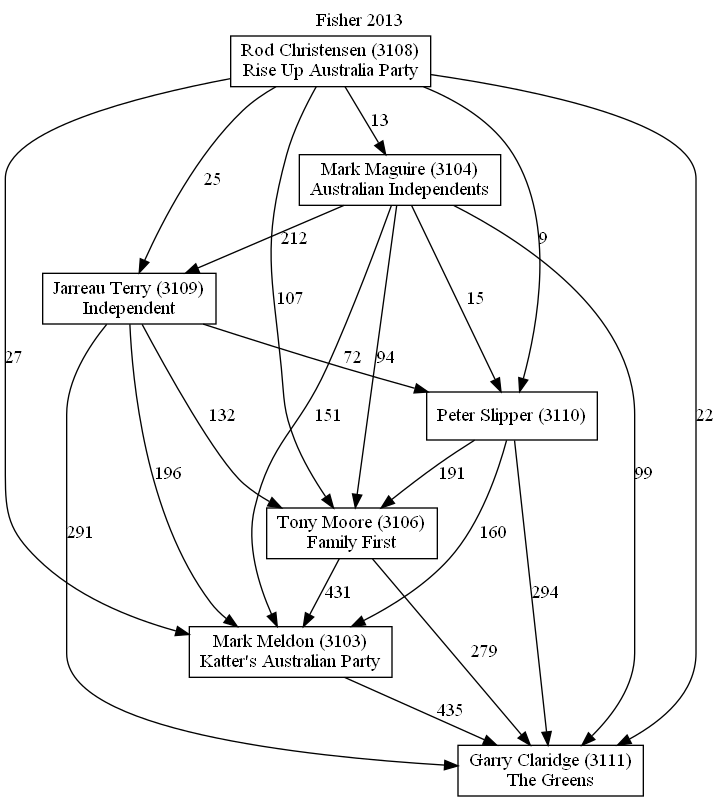 Fisher 2013
Rod Christensen (3108)
Rise Up Australia Party
13
Mark Maguire (3104)
Australian Independents
25
212
9
Jarreau Terry (3109)
Independent
107
15
27
72
94
132
151
22
Peter Slipper (3110)
196
191
99
Tony Moore (3106)
Family First
291
160
431
294
Mark Meldon (3103)
Katter's Australian Party
279
435
Garry Claridge (3111)
The Greens